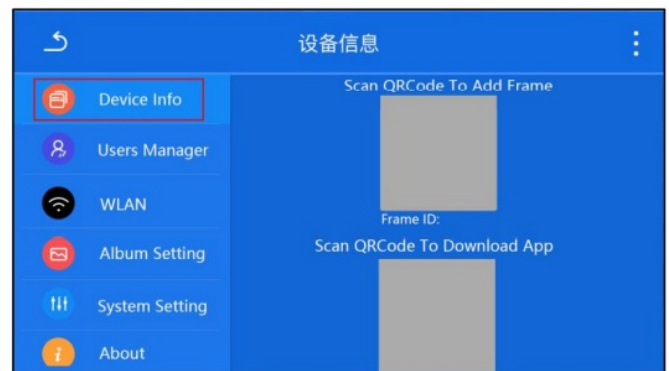 设备信息
Device Info
Users Manager
WLAN
Album Setting
System Setting
About
Scan QRCode To Add Frame
Frame ID:
Scan QRCode To Download App